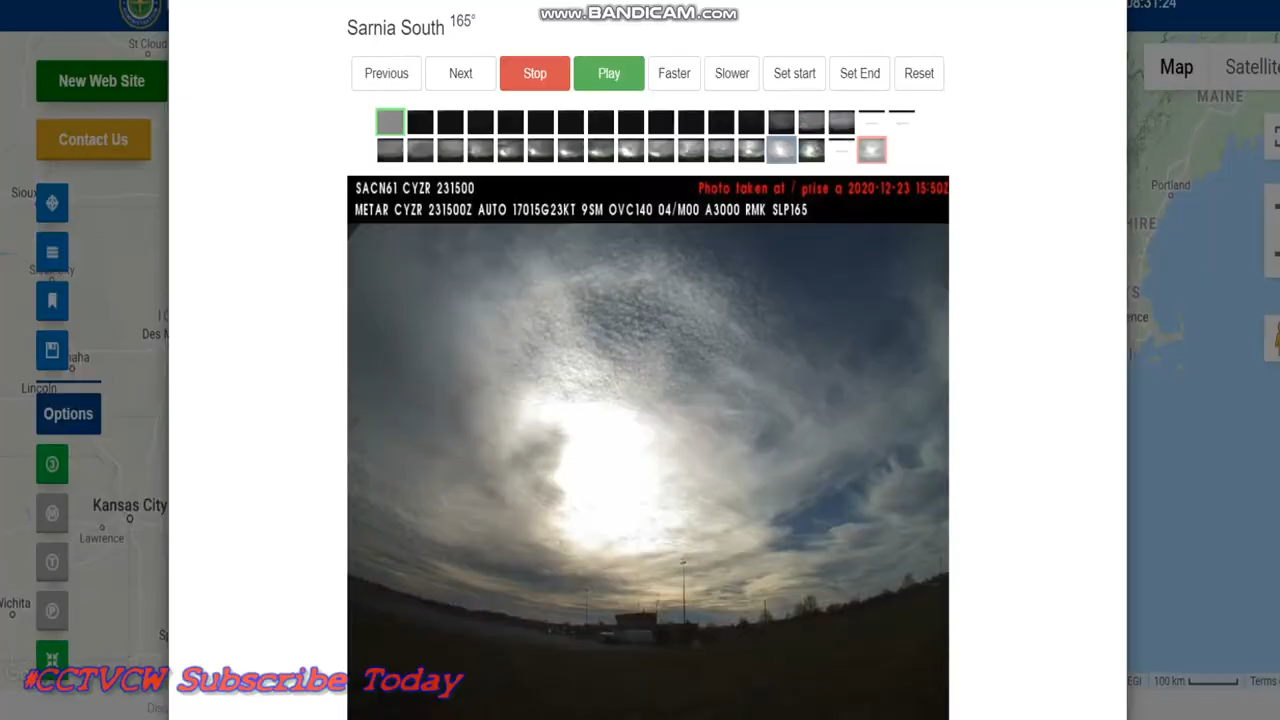 www.BANDICAM.com
08:31:24
Sarnia South 165°
Previous Next Stop Play Faster Slower Set start Set End Reset
St Cloud
New Web Site
Map Satellite
MAINE
Contact Us
SACN61 CYZR 231500 Photo taken at / prise a 2020-12-23 15:50Z
METAR CYZR 231500Z AUTO 17015G23KT 9SM OVC140 04/M00 A3000 RMK SLP165
Portland
Sioux
HIRE
Des M
aha
Lincoln
Options
Kansas City
Lawrence
Wichita
#CCTVCW Subscribe Today
EGI 100 km Terms